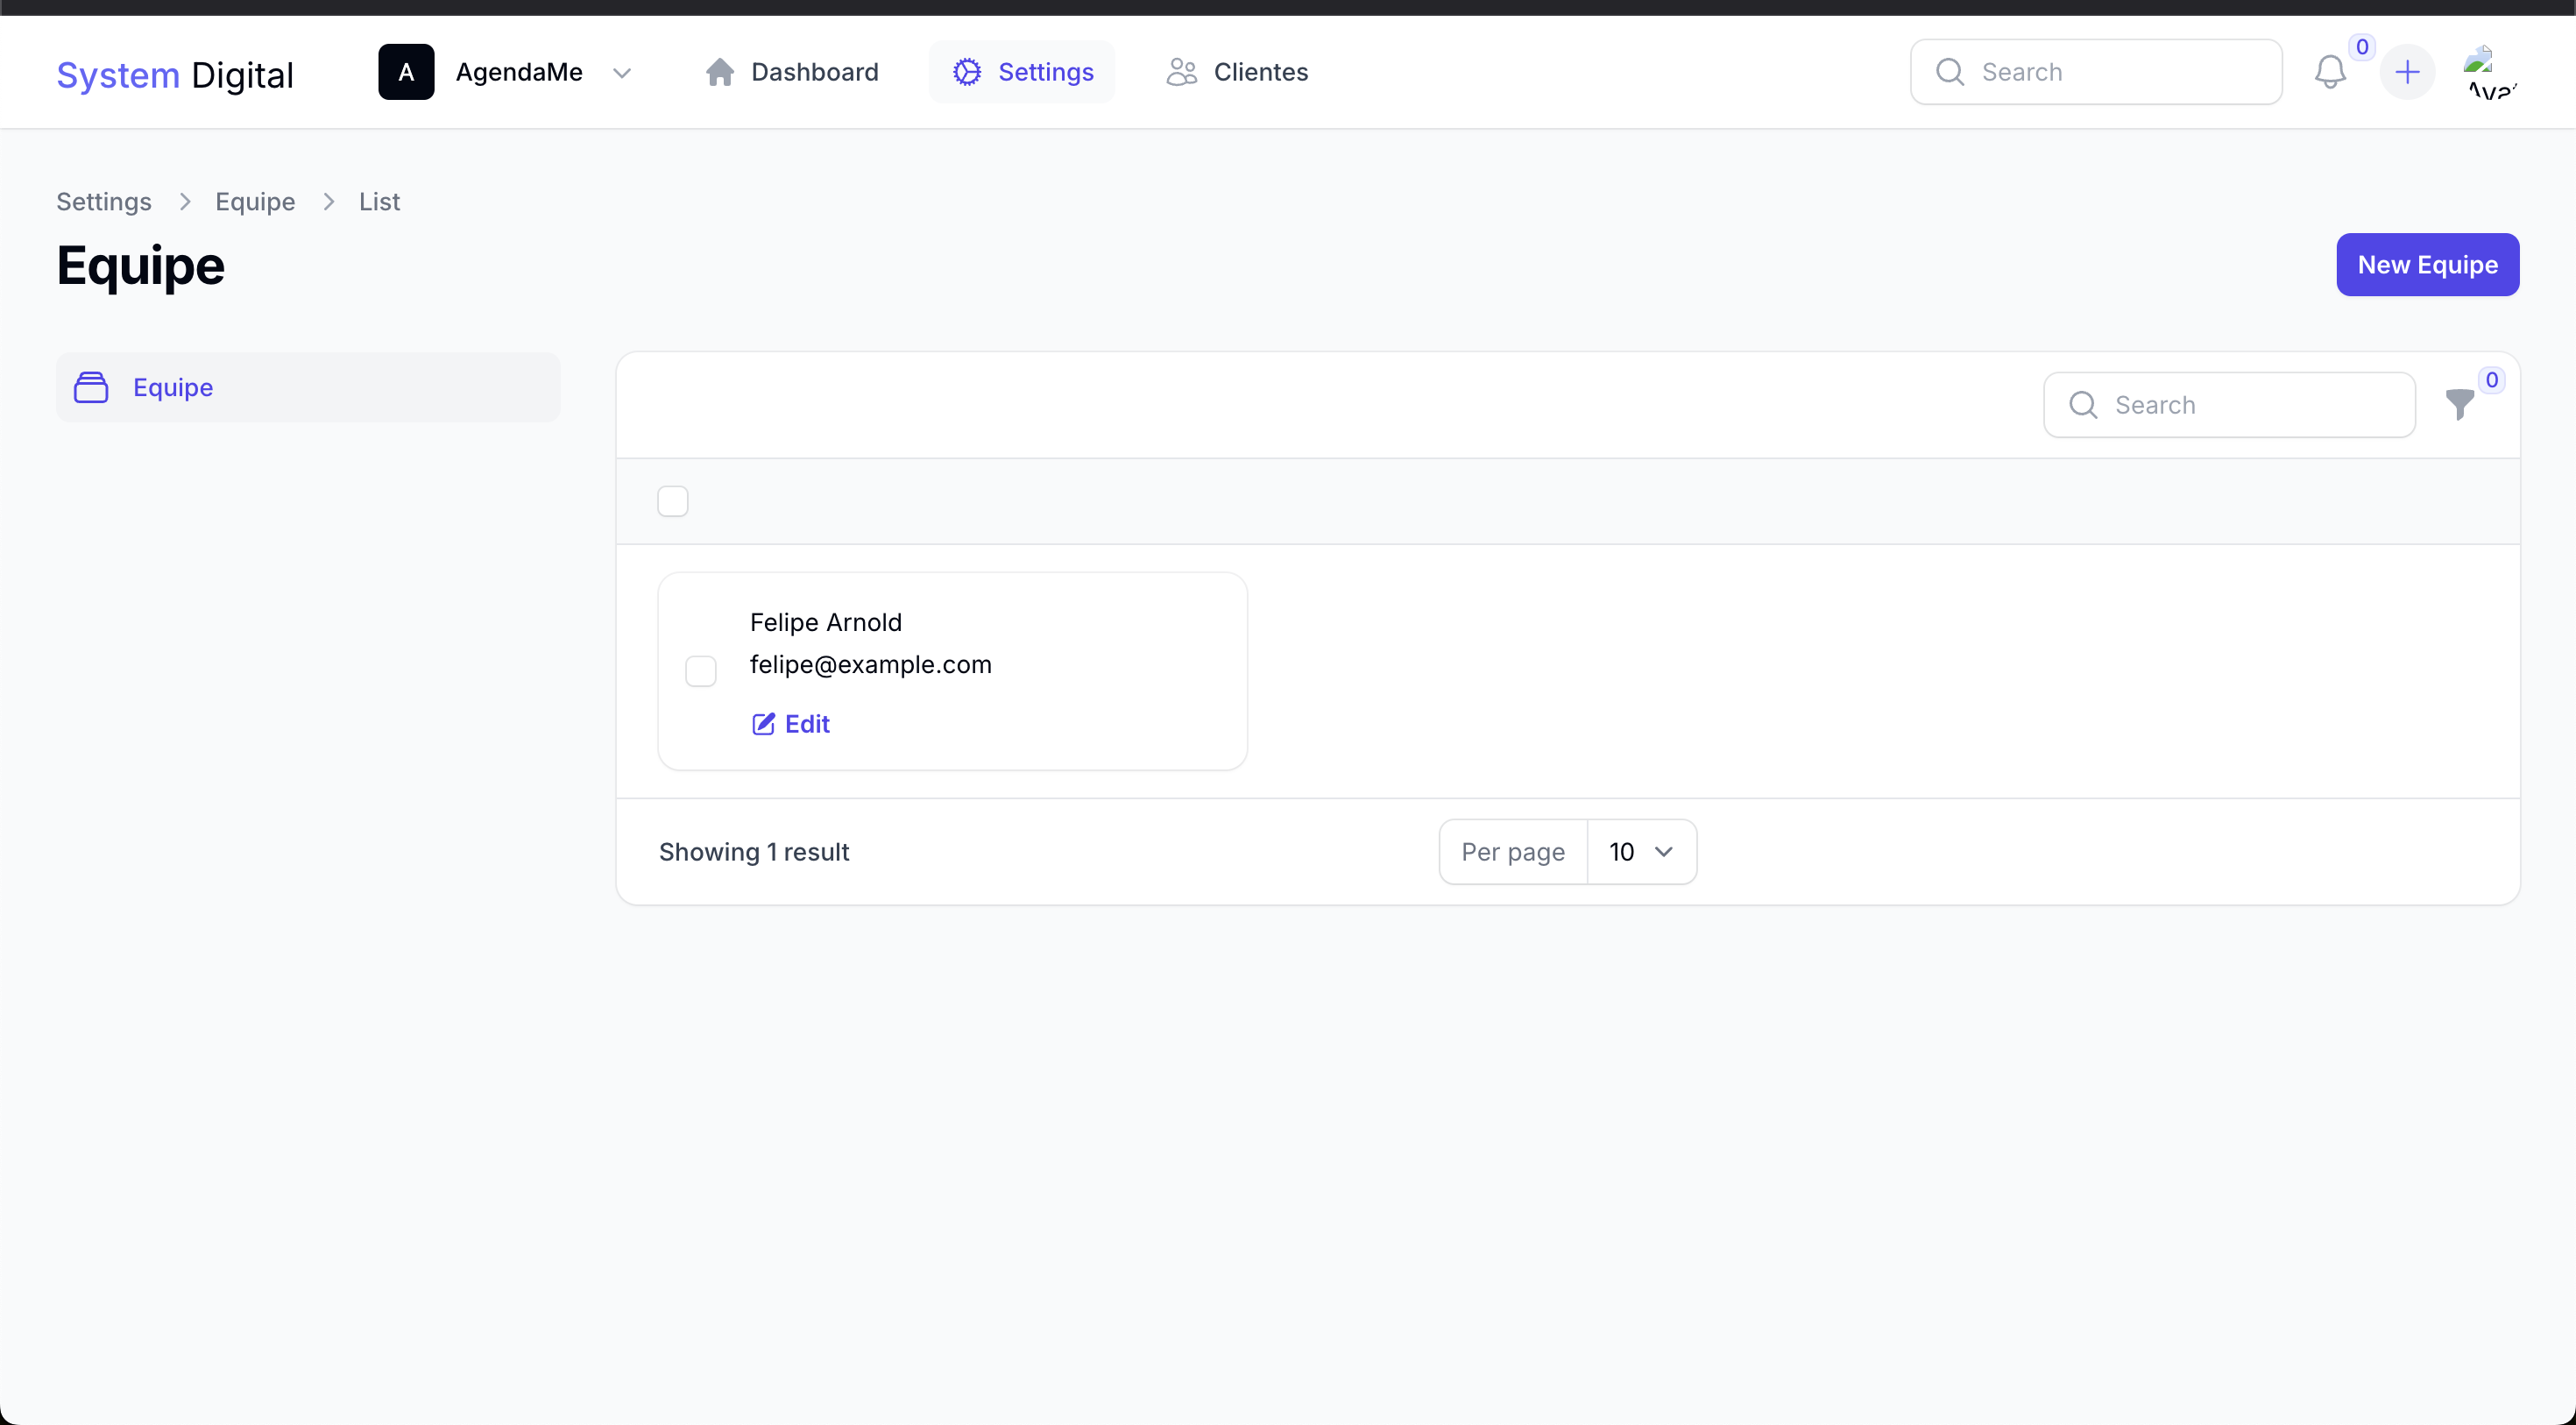 System Digital
A
AgendaMe
Dashboard
Settings
Clientes
Search
0
Settings > Equipe > List
Equipe
New Equipe
Equipe
Search
0
Felipe Arnold
felipe@example.com
Edit
Showing 1 result
Per page
10